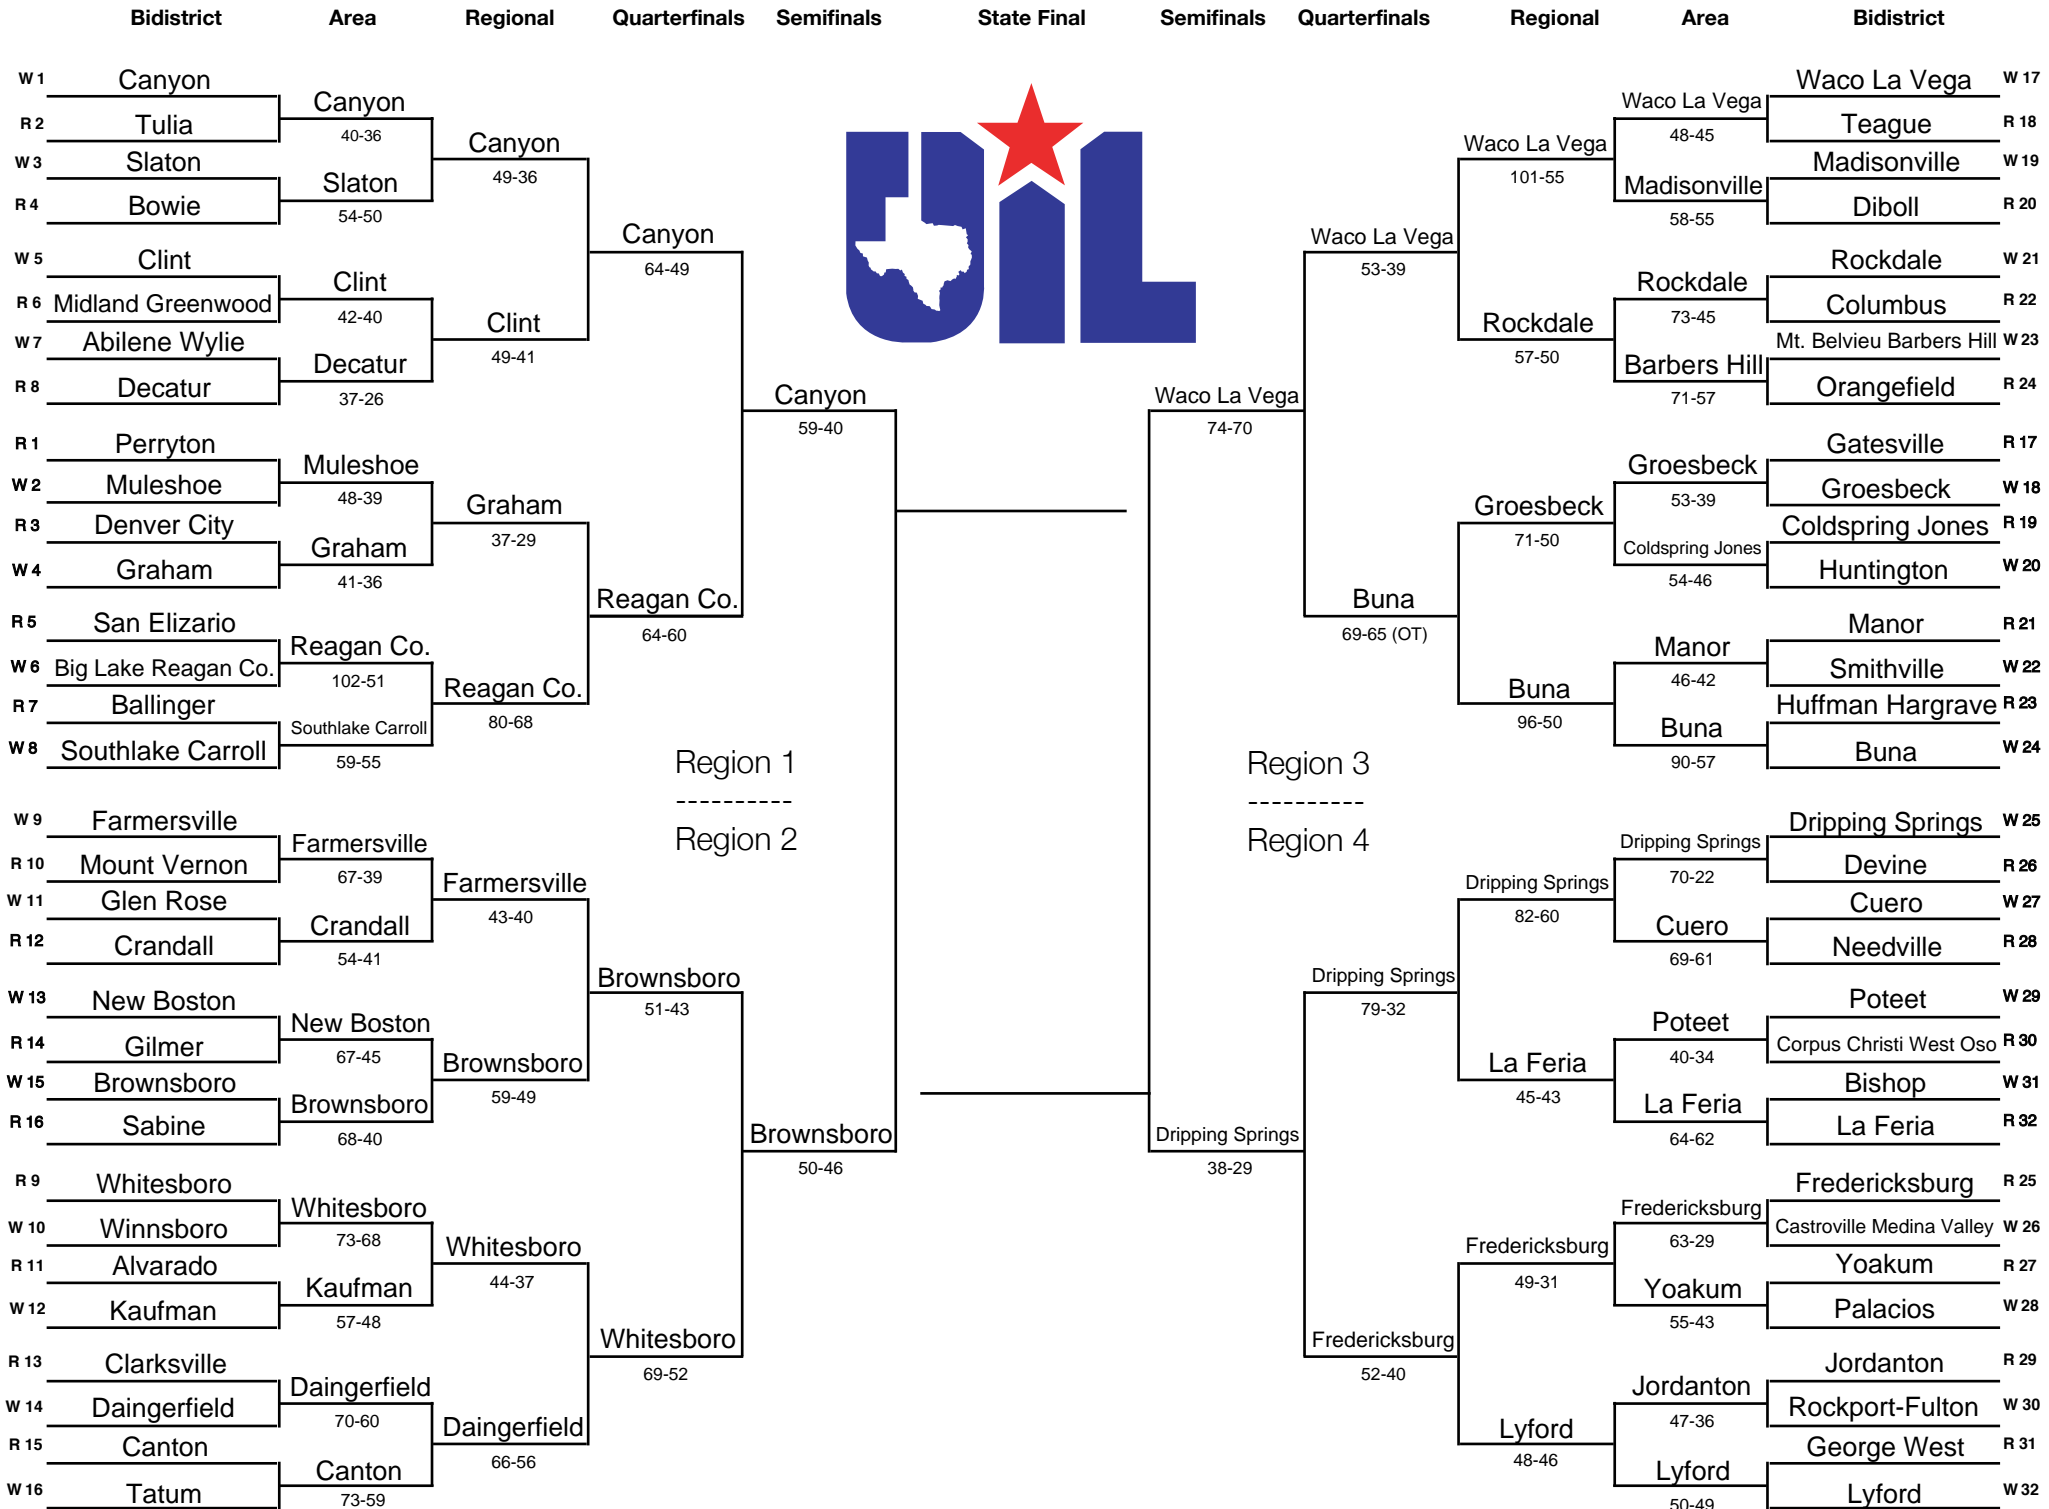 Bidistrict Area Regional Quarterfinals Semifinals State Final Semifinals Quarterfinals Regional Area Bidistrict
UIL
W 1 Canyon
Canyon
R 2 Tulia
40-36
Canyon
W 3 Slaton
49-36
Slaton
R 4 Bowie
54-50
Canyon
W 5 Clint
64-49
Clint
R 6 Midland Greenwood
42-40
Clint
W 7 Abilene Wylie
49-41
Decatur
R 8 Decatur
37-26
Canyon
59-40
R 1 Perryton
Muleshoe
W 2 Muleshoe
48-39
Graham
R 3 Denver City
37-29
Graham
W 4 Graham
41-36
Reagan Co.
R 5 San Elizario
64-60
Reagan Co.
W 6 Big Lake Reagan Co.
102-51
Reagan Co.
R 7 Ballinger
80-68
Southlake Carroll
W 8 Southlake Carroll
59-55
Region 1
----------
Region 2
W 9 Farmersville
Farmersville
R 10 Mount Vernon
67-39
Farmersville
W 11 Glen Rose
43-40
Crandall
R 12 Crandall
54-41
Brownsboro
W 13 New Boston
51-43
New Boston
R 14 Gilmer
67-45
Brownsboro
W 15 Brownsboro
59-49
Brownsboro
R 16 Sabine
68-40
Brownsboro
50-46
R 9 Whitesboro
Whitesboro
W 10 Winnsboro
73-68
Whitesboro
R 11 Alvarado
44-37
Kaufman
W 12 Kaufman
57-48
Whitesboro
R 13 Clarksville
69-52
Daingerfield
W 14 Daingerfield
70-60
Daingerfield
R 15 Canton
66-56
Canton
W 16 Tatum
73-59
Waco La Vega W 17
Waco La Vega
Teague R 18
48-45
Waco La Vega
Madisonville W 19
101-55
Madisonville
Diboll R 20
58-55
Waco La Vega
Rockdale W 21
53-39
Rockdale
Columbus R 22
73-45
Rockdale
Mt. Belvieu Barbers Hill W 23
57-50
Barbers Hill
Orangefield R 24
71-57
Waco La Vega
74-70
Gatesville R 17
Groesbeck
Groesbeck W 18
53-39
Groesbeck
Coldspring Jones R 19
71-50
Coldspring Jones
Huntington W 20
54-46
Buna
Manor R 21
69-65 (OT)
Manor
Smithville W 22
46-42
Buna
Huffman Hargrave R 23
96-50
Buna
Buna W 24
90-57
Region 3
----------
Region 4
Dripping Springs W 25
Dripping Springs
Devine R 26
70-22
Dripping Springs
Cuero W 27
82-60
Cuero
Needville R 28
69-61
Dripping Springs
Poteet W 29
79-32
Poteet
Corpus Christi West Oso R 30
40-34
La Feria
Bishop W 31
45-43
La Feria
La Feria R 32
64-62
Dripping Springs
38-29
Fredericksburg R 25
Fredericksburg
Castroville Medina Valley W 26
63-29
Fredericksburg
Yoakum R 27
49-31
Yoakum
Palacios W 28
55-43
Fredericksburg
Jordanton R 29
52-40
Jordanton
Rockport-Fulton W 30
47-36
Lyford
George West R 31
48-46
Lyford
Lyford W 32
50-49